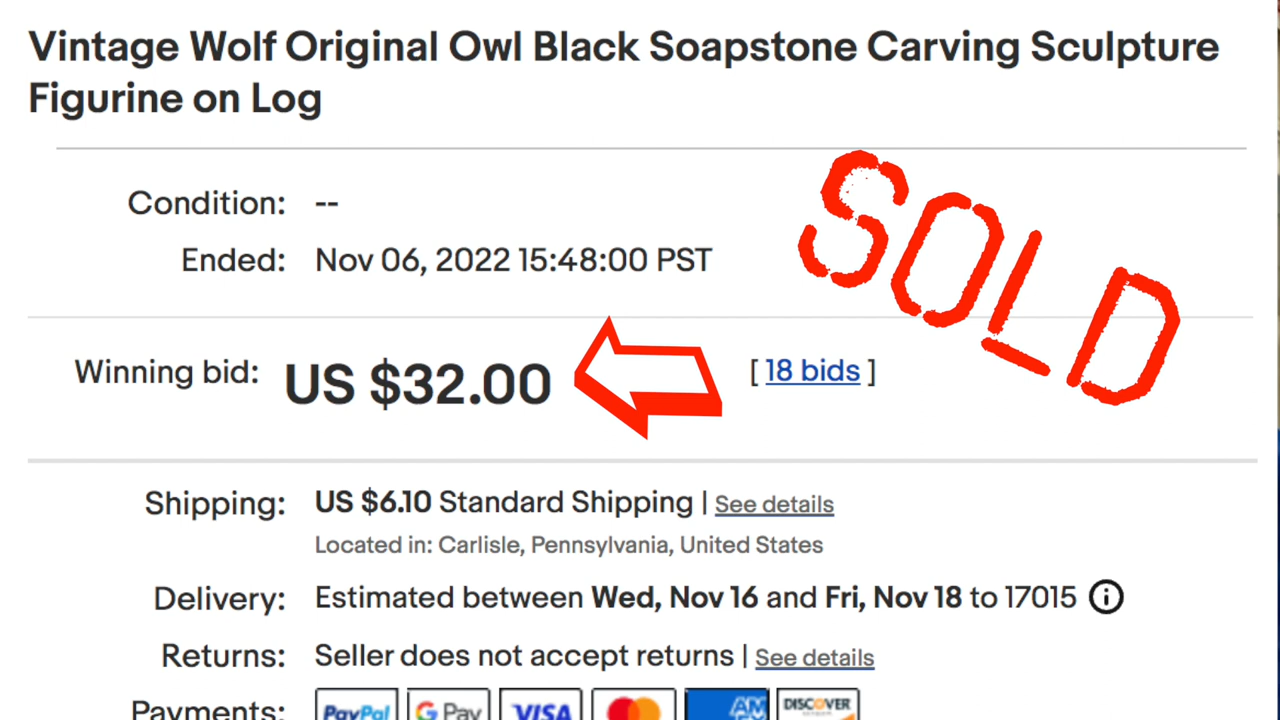 Vintage Wolf Original Owl Black Soapstone Carving Sculpture
Figurine on Log
Condition: --
Ended: Nov 06, 2022 15:48:00 PST
Winning bid: US $32.00 [ 18 bids ]
SOLD
Shipping: US $6.10 Standard Shipping | See details
Located in: Carlisle, Pennsylvania, United States
Delivery: Estimated between Wed, Nov 16 and Fri, Nov 18 to 17015
Returns: Seller does not accept returns | See details
Payments: PayPal G Pay VISA AM DISCOVER